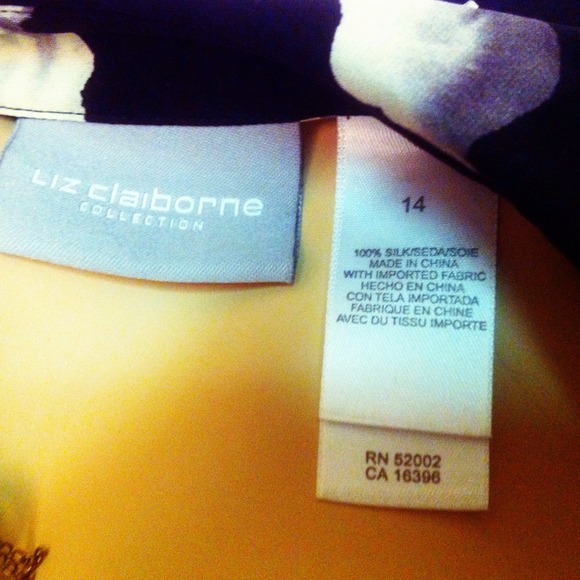 Liz claiborne
COLLECTION
14
100% SILK/SEDA/SOIE
MADE IN CHINA
WITH IMPORTED FABRIC
HECHO EN CHINA
CON TELA IMPORTADA
FABRIQUE EN CHINE
AVEC DU TISSU IMPORTE
RN 52002
CA 16396